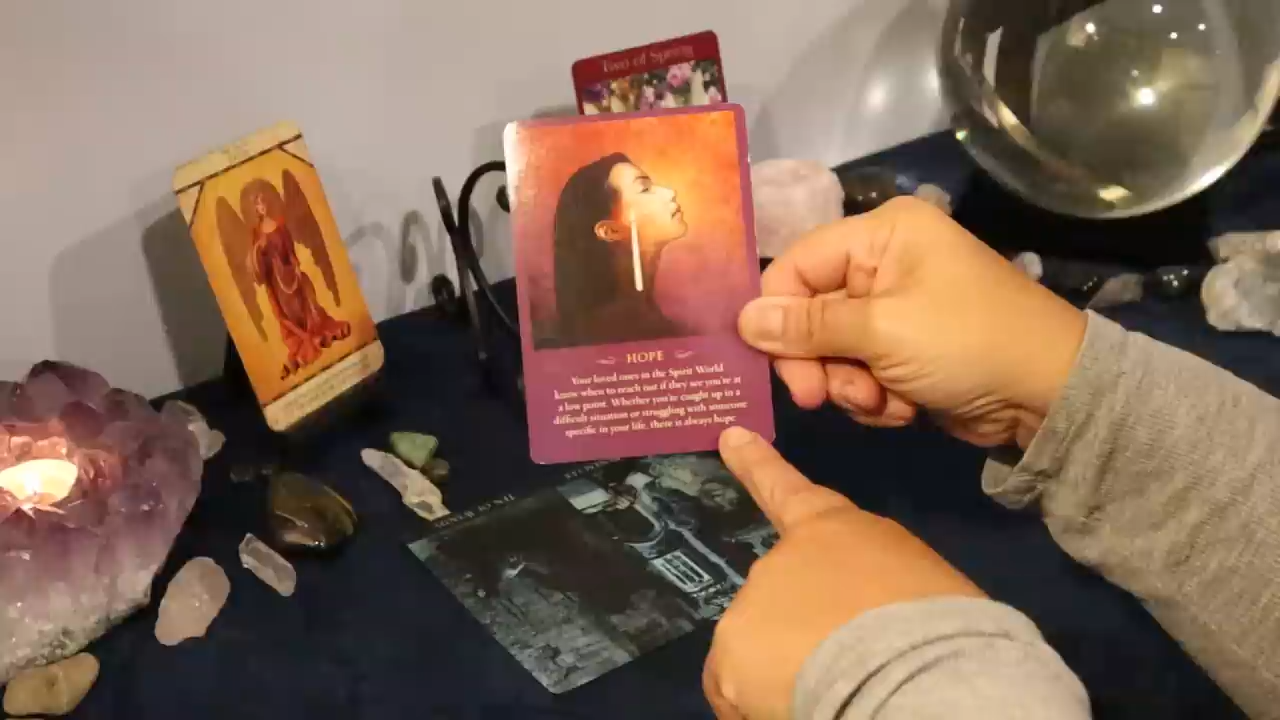 Two of Spring
HOPE
Your loved ones in the Spirit World
know when to reach out if they see you're at
a low point. Whether you're caught up in a
difficult situation or struggling with someone
specific in your life, there is always hope